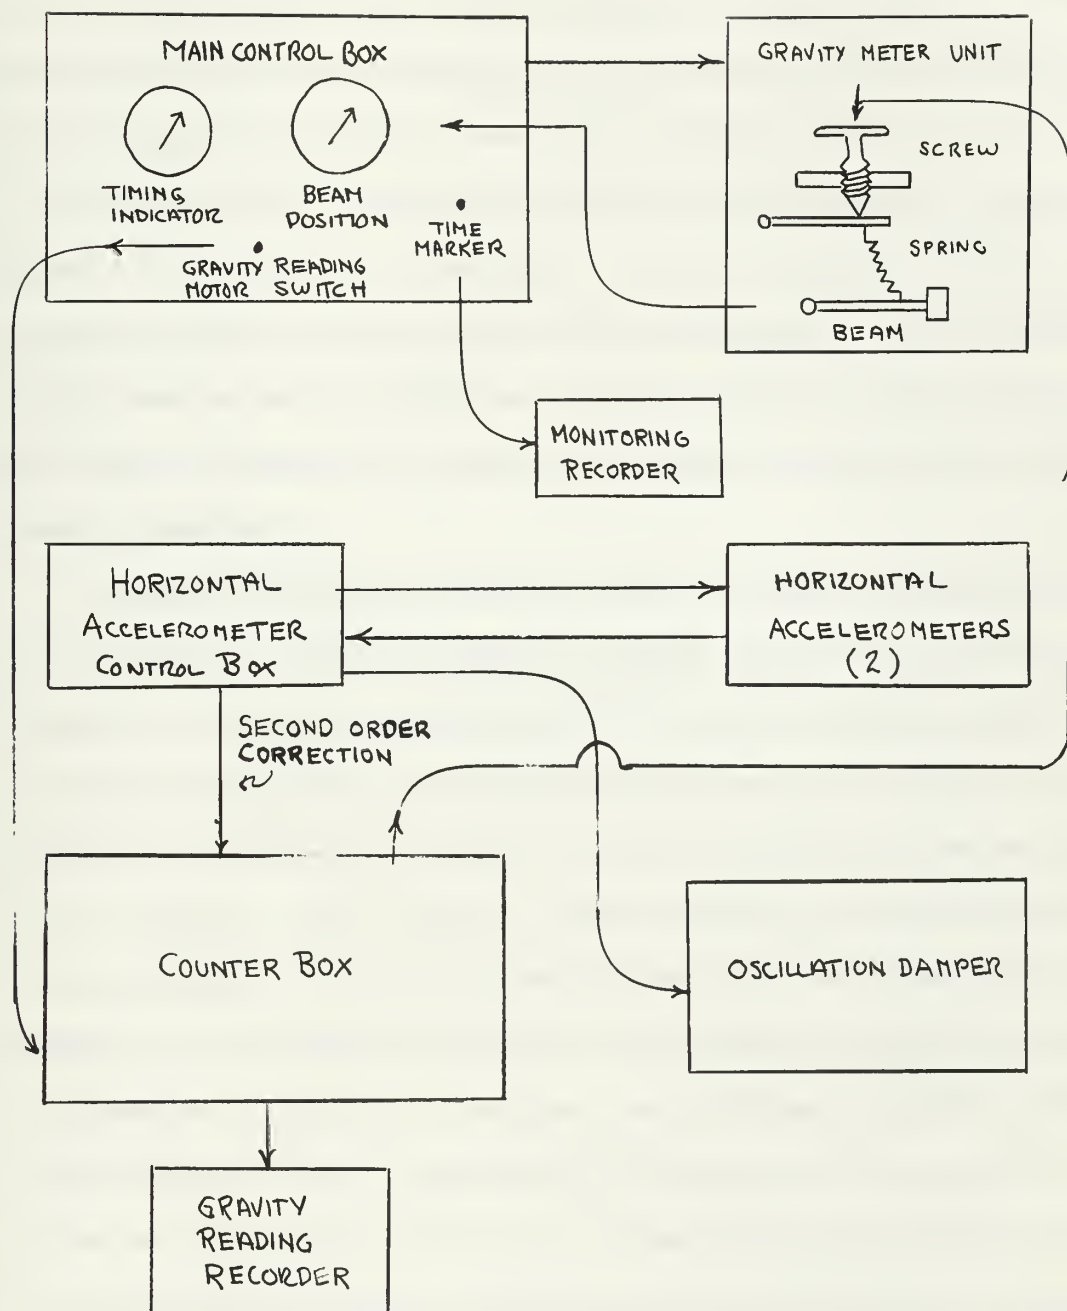 MAIN CONTROL BOX
TIMING
INDICATOR
BEAM
POSITION
TIME
MARKER
GRAVITY READING
MOTOR SWITCH
GRAVITY METER UNIT
SCREW
SPRING
BEAM
MONITORING
RECORDER
HORIZONTAL
ACCELEROMETER
CONTROL BOX
HORIZONTAL
ACCELEROMETERS
(2)
SECOND ORDER
CORRECTION
COUNTER BOX
OSCILLATION DAMPER
GRAVITY
READING
RECORDER